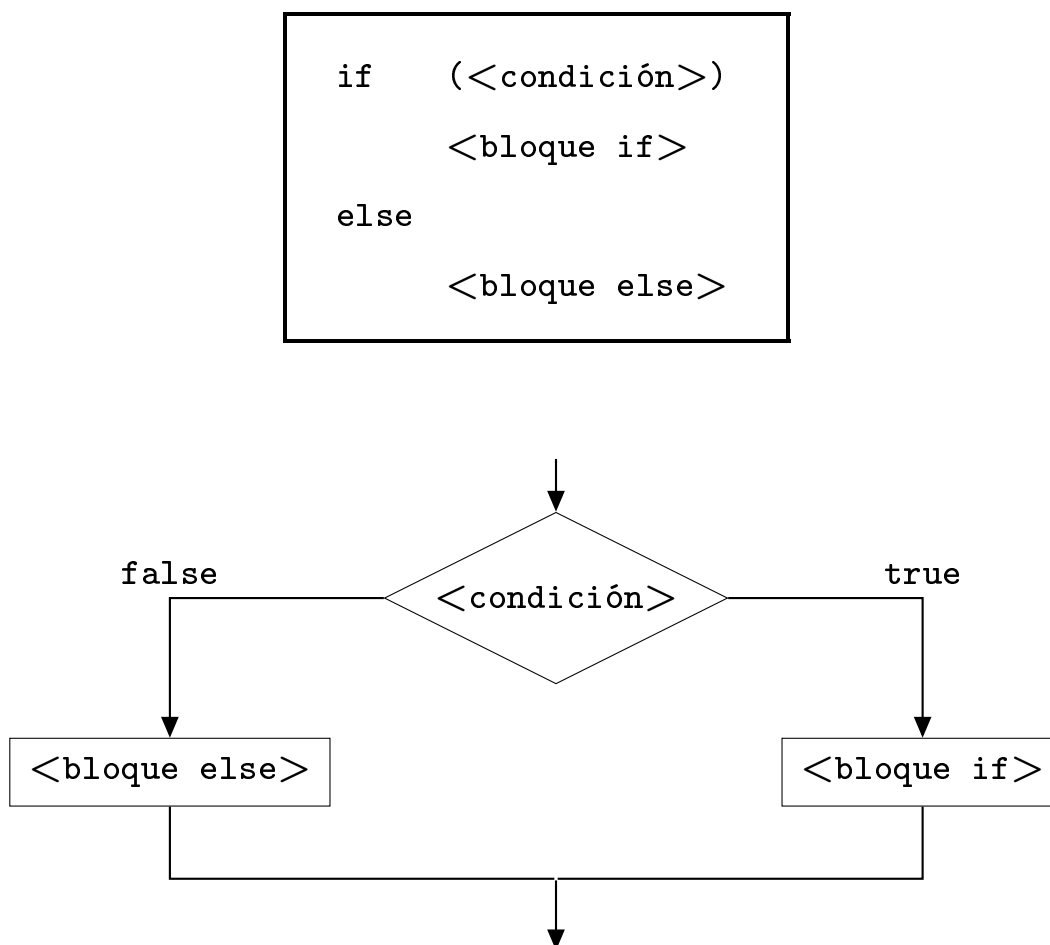 if (<condición>)
<bloque if>
else
<bloque else>
false true
<condición>
<bloque else> <bloque if>